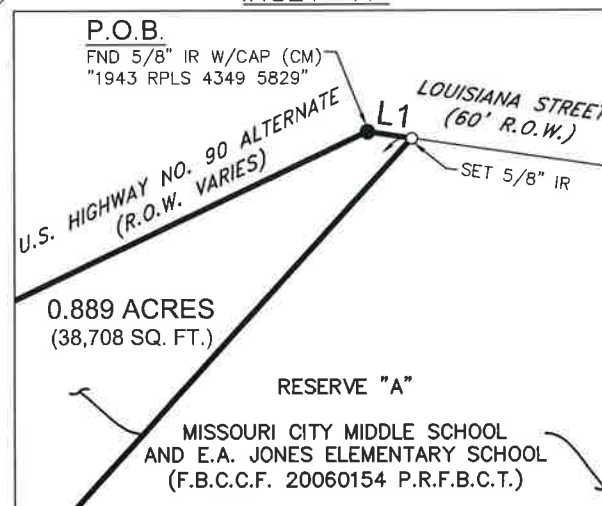 P.O.B.
FND 5/8" IR W/CAP (CM)
"1943 RPLS 4349 5829"
L1
LOUISIANA STREET
(60' R.O.W.)
SET 5/8" IR
U.S. HIGHWAY NO. 90 ALTERNATE
(R.O.W. VARIES)
0.889 ACRES
(38,708 SQ. FT.)
RESERVE "A"
MISSOURI CITY MIDDLE SCHOOL
AND E.A. JONES ELEMENTARY SCHOOL
(F.B.C.C.F. 20060154 P.R.F.B.C.T.)